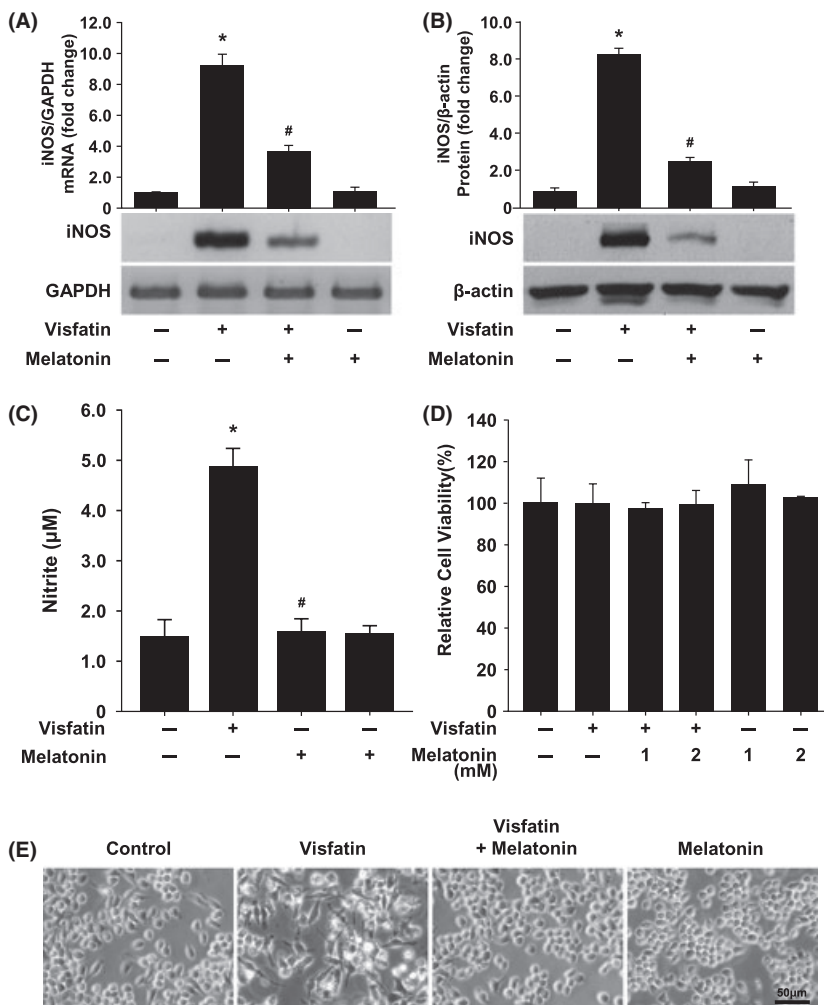 (A)
iNOS/GAPDH
mRNA (fold change)
12.0
10.0
8.0
6.0
4.0
2.0
0
*
#
iNOS
GAPDH
Visfatin — + + —
Melatonin — — + +
(B)
iNOS/β-actin
Protein (fold change)
10.0
8.0
6.0
4.0
2.0
0
*
#
iNOS
β-actin
Visfatin — + + —
Melatonin — — + +
(C)
Nitrite (μM)
6.0
5.0
4.0
3.0
2.0
1.0
0
*
#
Visfatin — + — —
Melatonin — — + +
(D)
Relative Cell Viability(%)
140
120
100
80
60
40
20
0
Visfatin — + + + — —
Melatonin — — 1 2 1 2
(mM)
(E)
Control
Visfatin
Visfatin
+ Melatonin
Melatonin
50μm